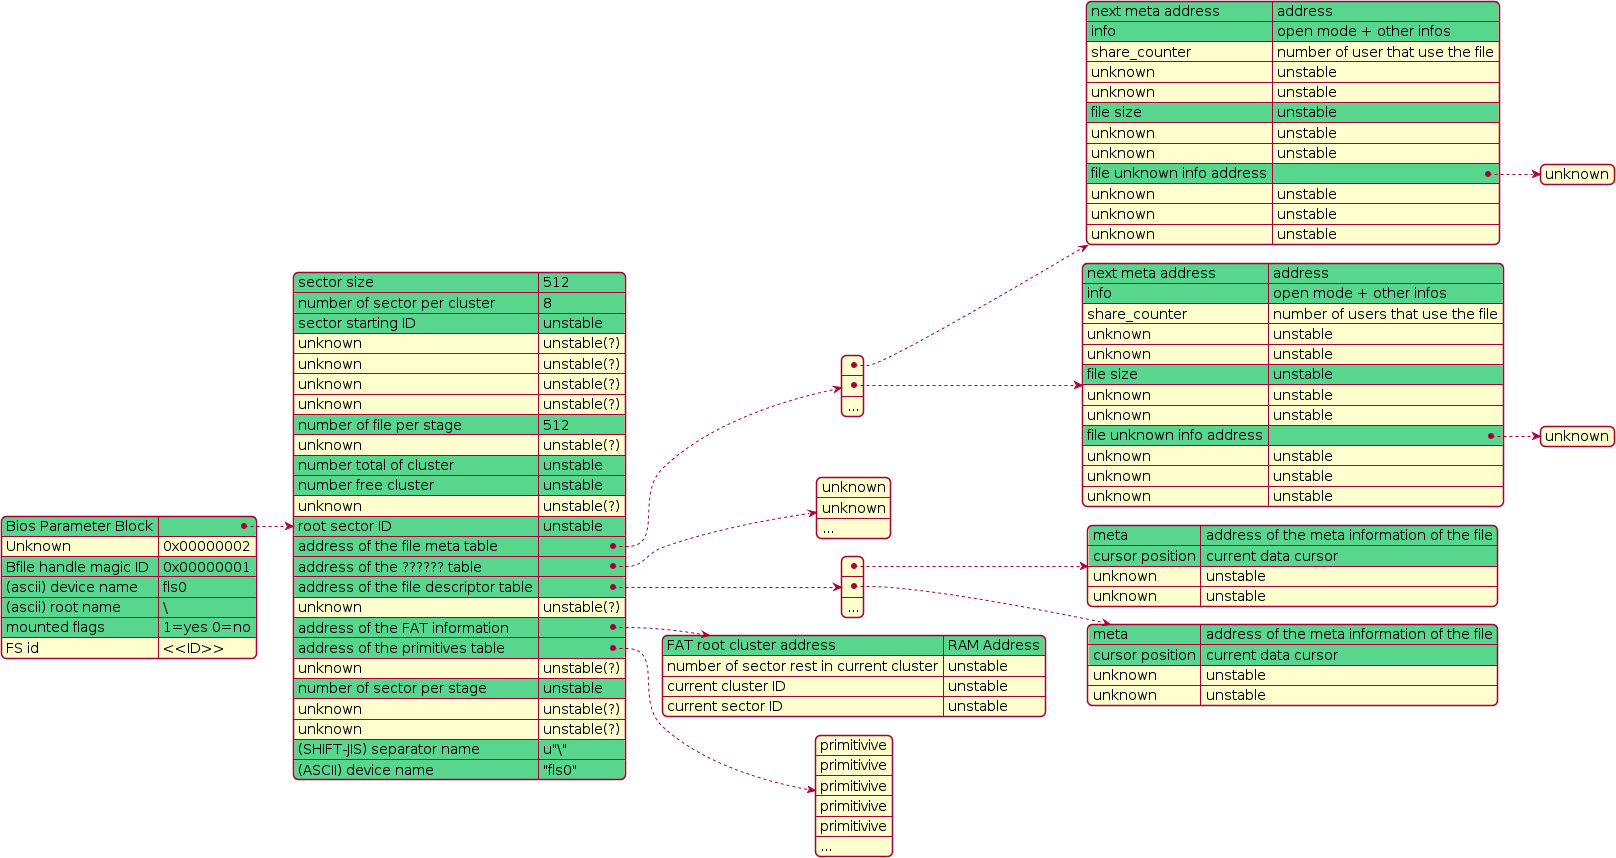 Bios Parameter Block
Unknown 0x00000002
Bfile handle magic ID 0x00000001
(ascii) device name fls0
(ascii) root name \
mounted flags 1=yes 0=no
FS id <<ID>>
sector size 512
number of sector per cluster 8
sector starting ID unstable
unknown unstable(?)
unknown unstable(?)
unknown unstable(?)
unknown unstable(?)
number of file per stage 512
unknown unstable(?)
number total of cluster unstable
number free cluster unstable
unknown unstable(?)
root sector ID unstable
address of the file meta table
address of the ?????? table
address of the file descriptor table
unknown unstable(?)
address of the FAT information
address of the primitives table
unknown unstable(?)
number of sector per stage unstable
unknown unstable(?)
unknown unstable(?)
(SHIFT-JIS) separator name u"\"
(ASCII) device name "fls0"
...
unknown
unknown
...
...
FAT root cluster address RAM Address
number of sector rest in current cluster unstable
current cluster ID unstable
current sector ID unstable
primitivive
primitivive
primitivive
primitivive
primitivive
...
next meta address address
info open mode + other infos
share_counter number of user that use the file
unknown unstable
unknown unstable
file size unstable
unknown unstable
unknown unstable
file unknown info address
unknown unstable
unknown unstable
unknown unstable
unknown
next meta address address
info open mode + other infos
share_counter number of users that use the file
unknown unstable
unknown unstable
file size unstable
unknown unstable
unknown unstable
file unknown info address
unknown unstable
unknown unstable
unknown unstable
unknown
meta address of the meta information of the file
cursor position current data cursor
unknown unstable
unknown unstable
meta address of the meta information of the file
cursor position current data cursor
unknown unstable
unknown unstable